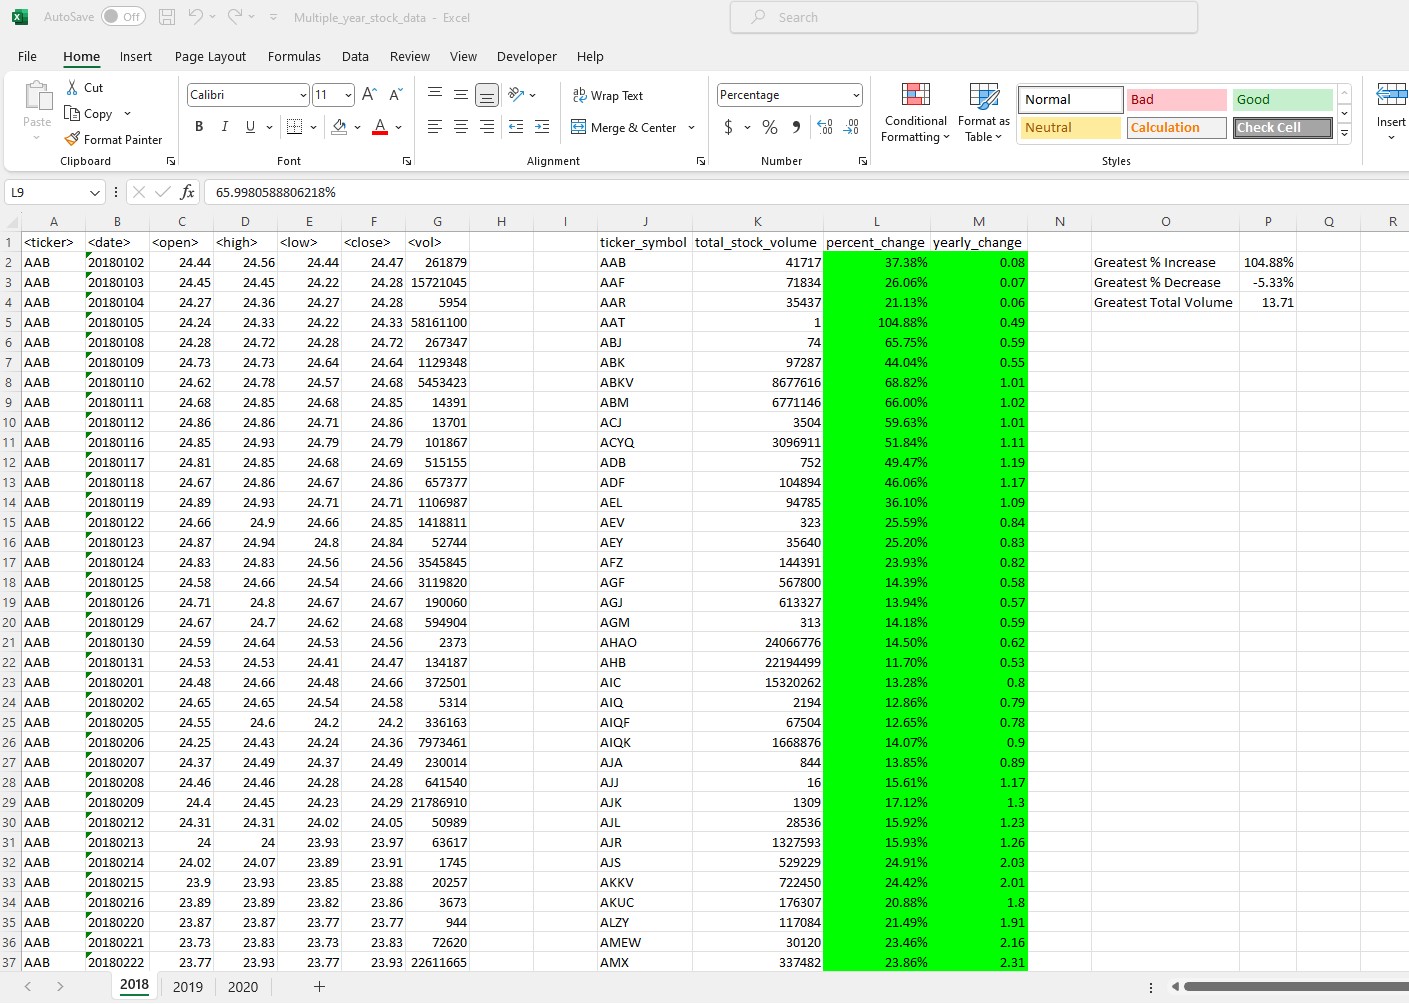 AutoSave Off Multiple_year_stock_data - Excel Search
File Home Insert Page Layout Formulas Data Review View Developer Help
Paste Cut Calibri 11 A A Wrap Text Percentage Conditional Formatting Format as Table Normal Bad Good Insert
Copy B I U A Merge & Center $ % 9 Neutral Calculation Check Cell
Format Painter
Clipboard Font Alignment Number Styles
L9 fx 65.9980588806218%
A B C D E F G H I J K L M N O P Q R
1 <ticker> <date> <open> <high> <low> <close> <vol> ticker_symbol total_stock_volume percent_change yearly_change
2 AAB 20180102 24.44 24.56 24.44 24.47 261879 AAB 41717 37.38% 0.08 Greatest % Increase 104.88%
3 AAB 20180103 24.45 24.45 24.22 24.28 15721045 AAF 71834 26.06% 0.07 Greatest % Decrease -5.33%
4 AAB 20180104 24.27 24.36 24.27 24.28 5954 AAR 35437 21.13% 0.06 Greatest Total Volume 13.71
5 AAB 20180105 24.24 24.33 24.22 24.33 58161100 AAT 1 104.88% 0.49
6 AAB 20180108 24.28 24.72 24.28 24.72 267347 ABJ 74 65.75% 0.59
7 AAB 20180109 24.73 24.73 24.64 24.64 1129348 ABK 97287 44.04% 0.55
8 AAB 20180110 24.62 24.78 24.57 24.68 5453423 ABKV 8677616 68.82% 1.01
9 AAB 20180111 24.68 24.85 24.68 24.85 14391 ABM 6771146 66.00% 1.02
10 AAB 20180112 24.86 24.86 24.71 24.86 13701 ACJ 3504 59.63% 1.01
11 AAB 20180116 24.85 24.93 24.79 24.79 101867 ACYQ 3096911 51.84% 1.11
12 AAB 20180117 24.81 24.85 24.68 24.69 515155 ADB 752 49.47% 1.19
13 AAB 20180118 24.67 24.86 24.67 24.86 657377 ADF 104894 46.06% 1.17
14 AAB 20180119 24.89 24.93 24.71 24.71 1106987 AEL 94785 36.10% 1.09
15 AAB 20180122 24.66 24.9 24.66 24.85 1418811 AEV 323 25.59% 0.84
16 AAB 20180123 24.87 24.94 24.8 24.84 52744 AEY 35640 25.20% 0.83
17 AAB 20180124 24.83 24.83 24.56 24.56 3545845 AFZ 144391 23.93% 0.82
18 AAB 20180125 24.58 24.66 24.54 24.66 3119820 AGF 567800 14.39% 0.58
19 AAB 20180126 24.71 24.8 24.67 24.67 190060 AGJ 613327 13.94% 0.57
20 AAB 20180129 24.67 24.7 24.62 24.68 594904 AGM 313 14.18% 0.59
21 AAB 20180130 24.59 24.64 24.53 24.56 2373 AHAO 24066776 14.50% 0.62
22 AAB 20180131 24.53 24.53 24.41 24.47 134187 AHB 22194499 11.70% 0.53
23 AAB 20180201 24.48 24.66 24.48 24.66 372501 AIC 15320262 13.28% 0.8
24 AAB 20180202 24.65 24.65 24.54 24.58 5314 AIQ 2194 12.86% 0.79
25 AAB 20180205 24.55 24.6 24.2 24.2 336163 AIQF 67504 12.65% 0.78
26 AAB 20180206 24.25 24.43 24.24 24.36 7973461 AIQK 1668876 14.07% 0.9
27 AAB 20180207 24.37 24.49 24.37 24.49 230014 AJA 844 13.85% 0.89
28 AAB 20180208 24.46 24.46 24.28 24.28 641540 AJJ 16 15.61% 1.17
29 AAB 20180209 24.4 24.45 24.23 24.29 21786910 AJK 1309 17.12% 1.3
30 AAB 20180212 24.31 24.31 24.02 24.05 50989 AJL 28536 15.92% 1.23
31 AAB 20180213 24 24 23.93 23.97 63617 AJR 1327593 15.93% 1.26
32 AAB 20180214 24.02 24.07 23.89 23.91 1745 AJS 529229 24.91% 2.03
33 AAB 20180215 23.9 23.93 23.85 23.88 20257 AKKV 722450 24.42% 2.01
34 AAB 20180216 23.89 23.89 23.82 23.86 3673 AKUC 176307 20.88% 1.8
35 AAB 20180220 23.87 23.87 23.77 23.77 944 ALZY 117084 21.49% 1.91
36 AAB 20180221 23.73 23.83 23.73 23.83 72620 AMEW 30120 23.46% 2.16
37 AAB 20180222 23.77 23.93 23.77 23.93 22611665 AMX 337482 23.86% 2.31
2018 2019 2020